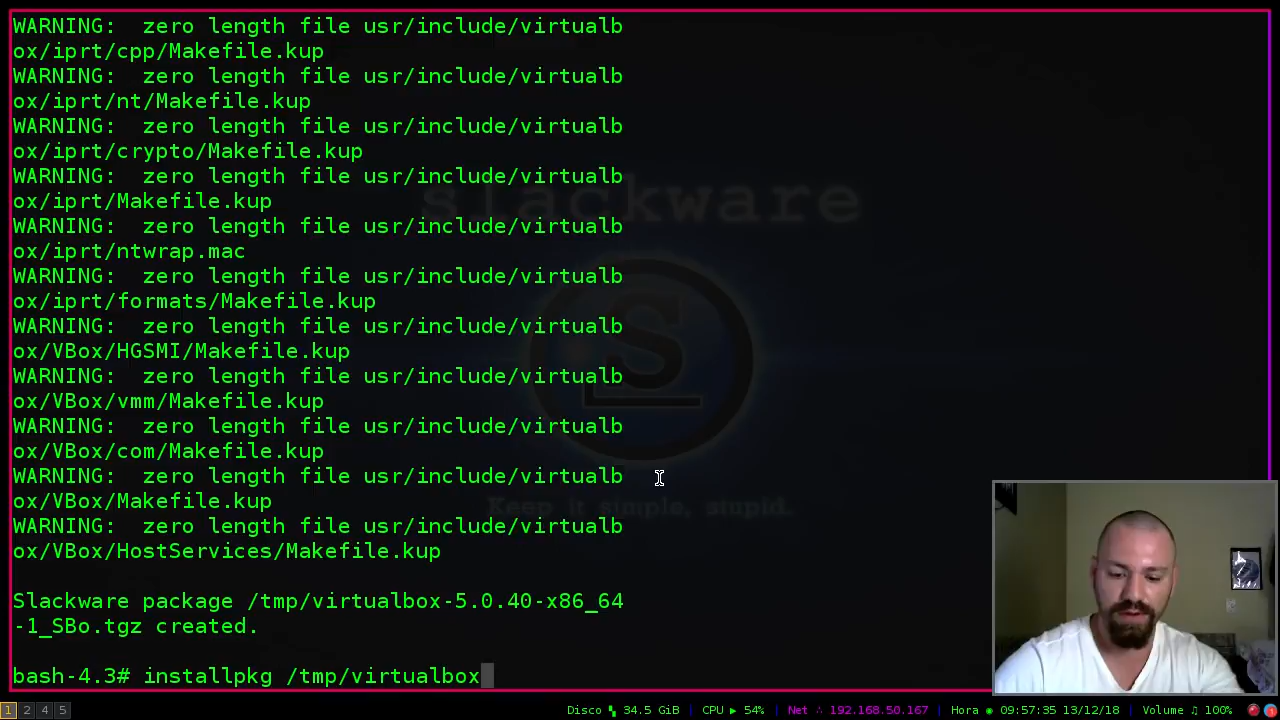 WARNING:  zero length file usr/include/virtualb
ox/iprt/cpp/Makefile.kup
WARNING:  zero length file usr/include/virtualb
ox/iprt/nt/Makefile.kup
WARNING:  zero length file usr/include/virtualb
ox/iprt/crypto/Makefile.kup
WARNING:  zero length file usr/include/virtualb
ox/iprt/Makefile.kup
slackware
WARNING:  zero length file usr/include/virtualb
ox/iprt/ntwrap.mac
WARNING:  zero length file usr/include/virtualb
ox/iprt/formats/Makefile.kup
WARNING:  zero length file usr/include/virtualb
ox/VBox/HGSMI/Makefile.kup
WARNING:  zero length file usr/include/virtualb
ox/VBox/vmm/Makefile.kup
WARNING:  zero length file usr/include/virtualb
ox/VBox/com/Makefile.kup
WARNING:  zero length file usr/include/virtualb
ox/VBox/Makefile.kup
Keep it simple, stupid.
WARNING:  zero length file usr/include/virtualb
ox/VBox/HostServices/Makefile.kup
Slackware package /tmp/virtualbox-5.0.40-x86_64
-1_SBo.tgz created.
bash-4.3# installpkg /tmp/virtualbox
1 2 4 5 Disco 34.5 GiB | CPU ▶ 54% | Net 192.168.50.167 | Hora ◉ 09:57:35 13/12/18 | Volume ♫ 100%